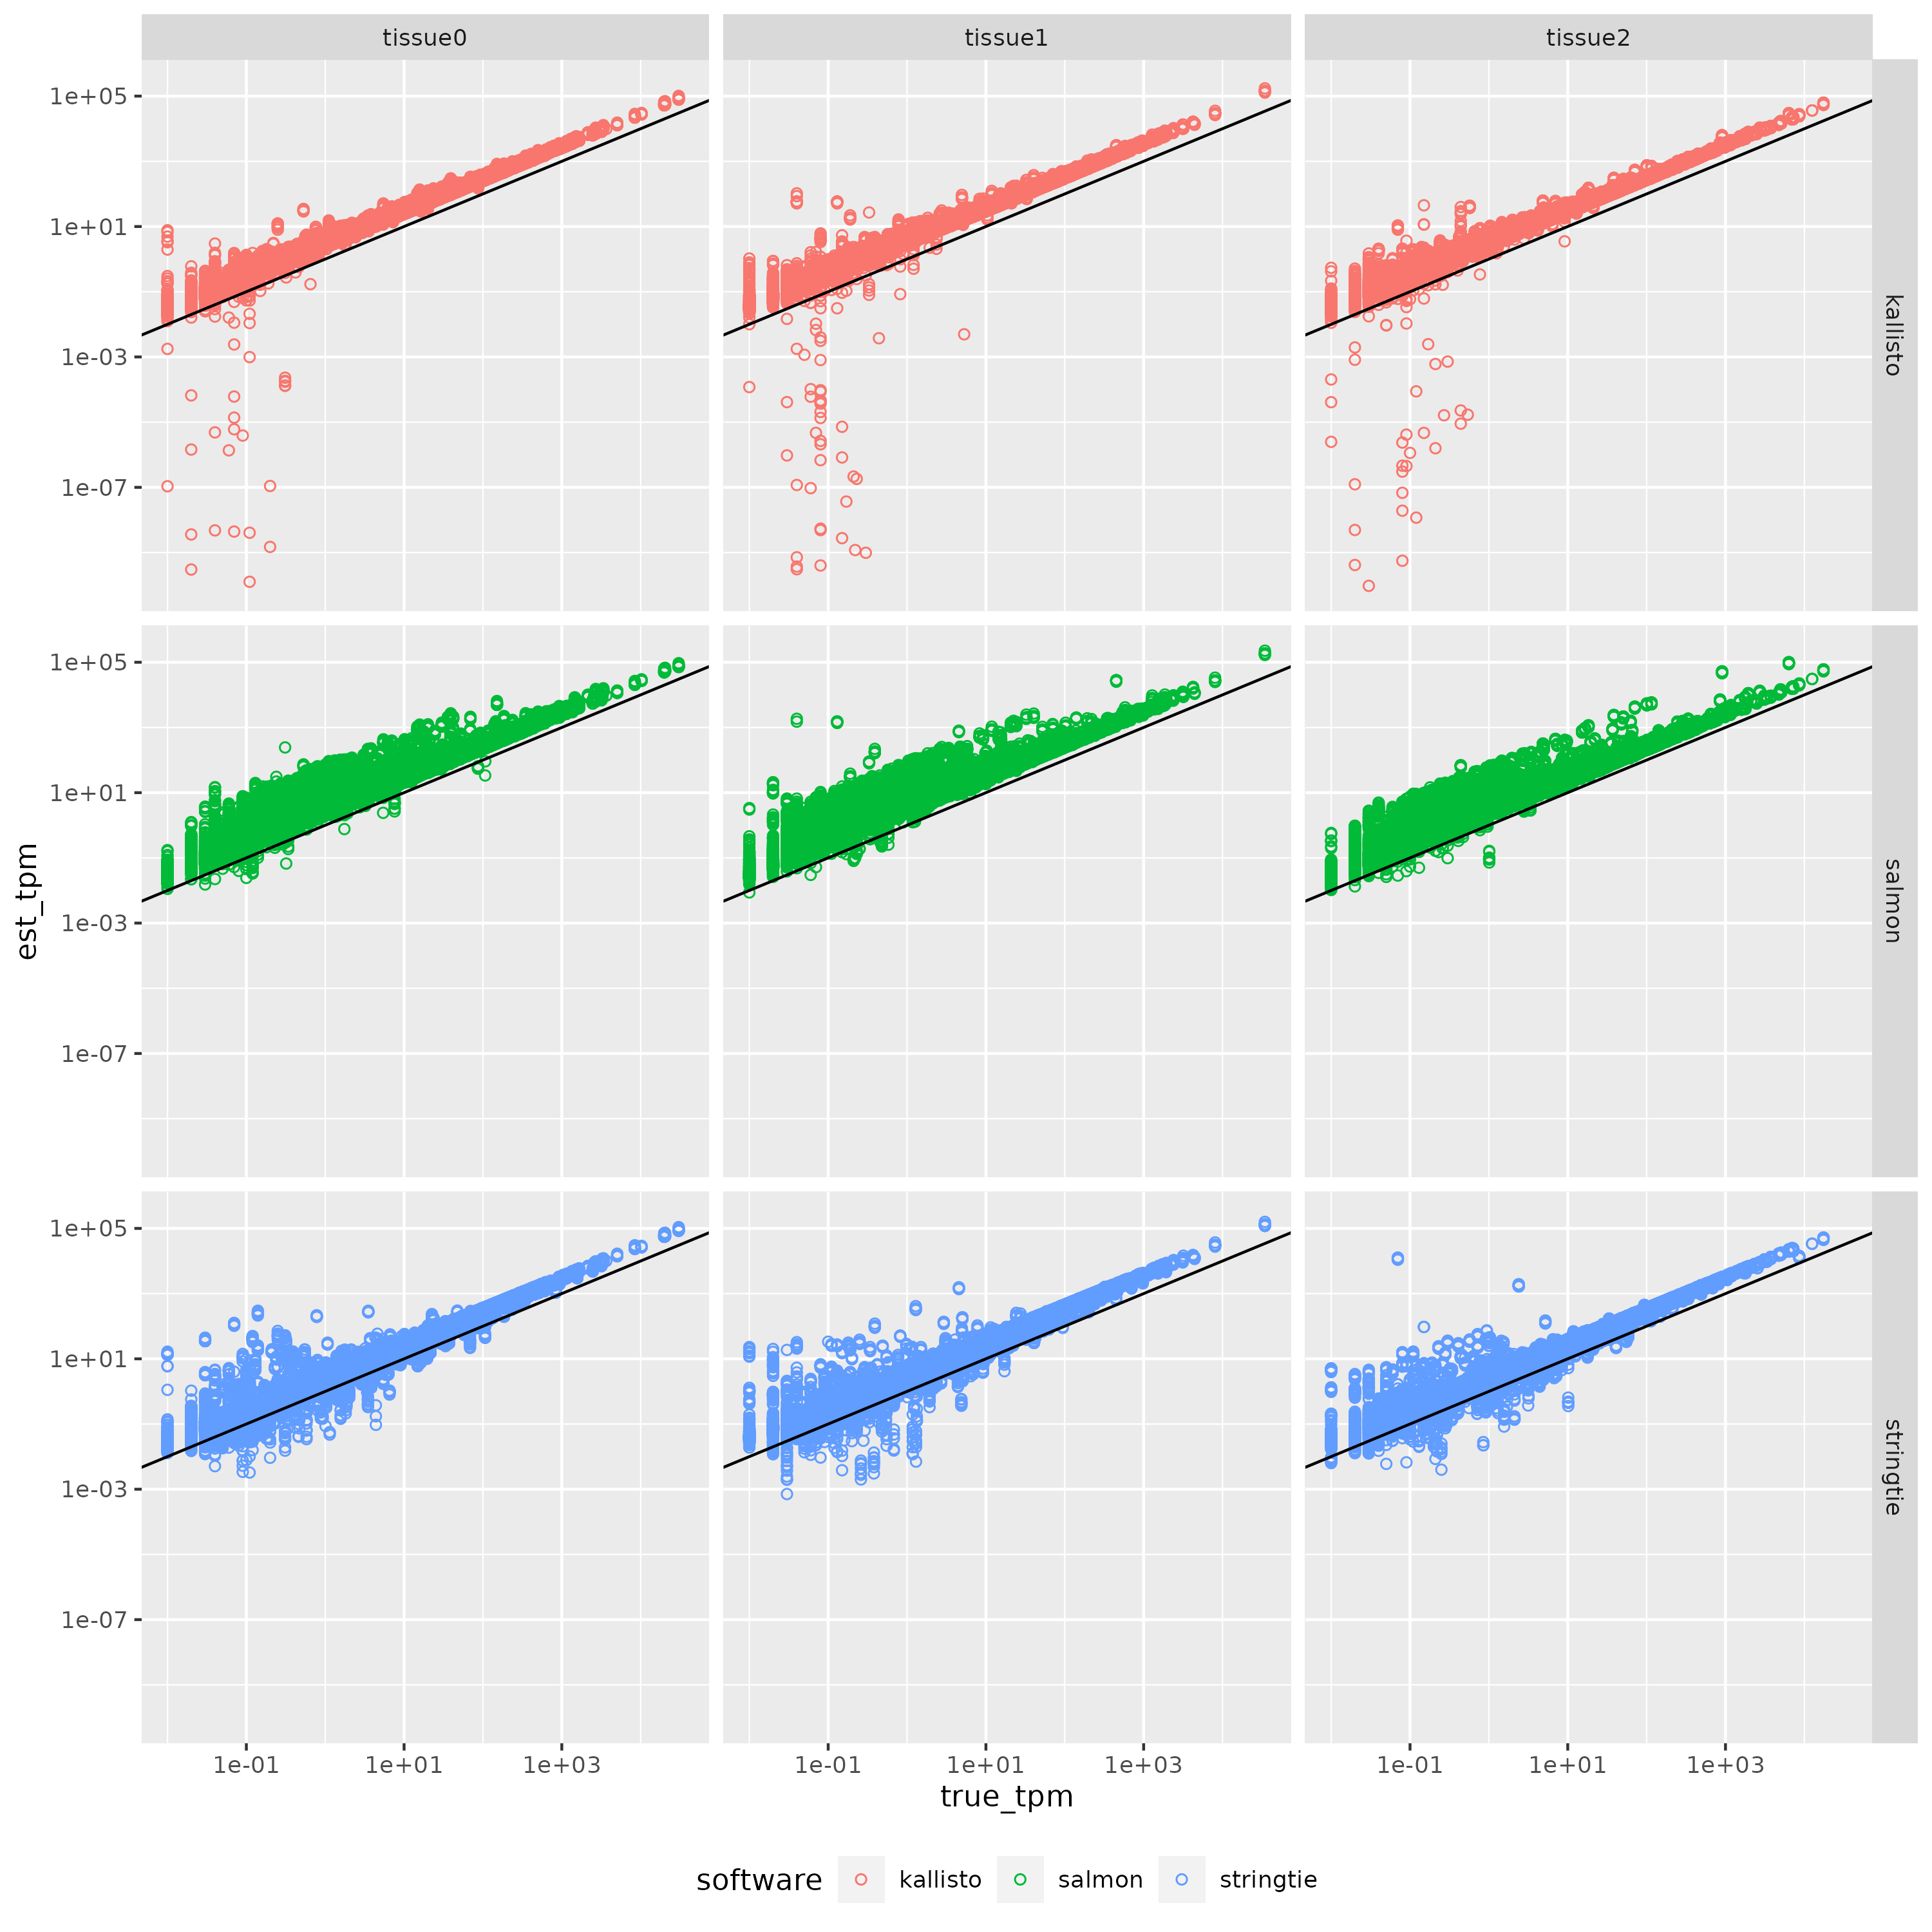 tissue0 tissue1 tissue2
1e+05
1e+01
1e-03
1e-07
kallisto
1e+05
1e+01
1e-03
1e-07
salmon
est_tpm
1e+05
1e+01
1e-03
1e-07
stringtie
1e-01 1e+01 1e+03 1e-01 1e+01 1e+03 1e-01 1e+01 1e+03
true_tpm
software kallisto salmon stringtie